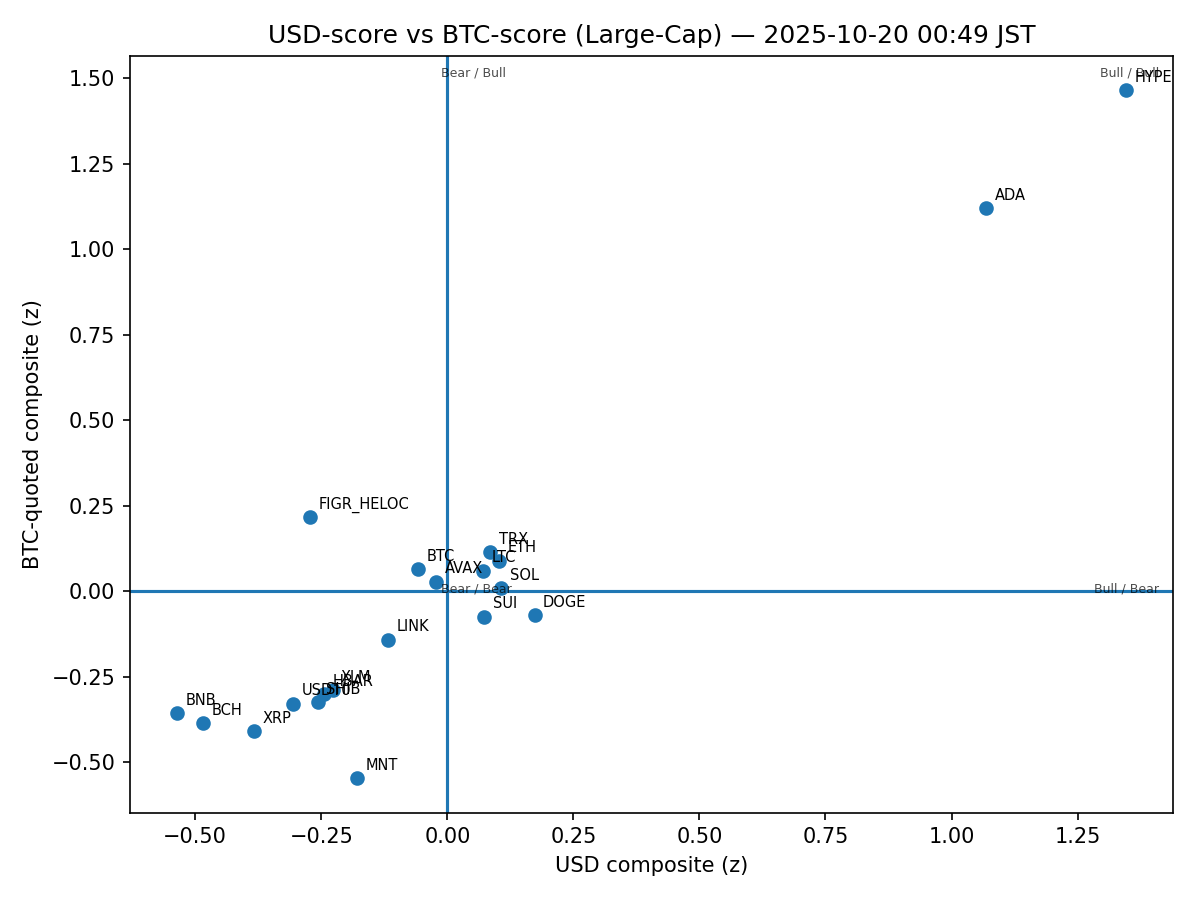 USD-score vs BTC-score (Large-Cap) — 2025-10-20 00:49 JST
BTC-quoted composite (z)
1.50
1.25
1.00
0.75
0.50
0.25
0.00
−0.25
−0.50
Bear / Bull
Bull / Bull
HYPE
ADA
FIGR_HELOC
TRX
ETH
LTC
BTC
AVAX
SOL
Bear / Bear
Bull / Bear
SUI
DOGE
LINK
XLM
HBAR
SHIB
BNB
BCH
XRP
MNT
−0.50
−0.25
0.00
0.25
0.50
0.75
1.00
1.25
USD composite (z)